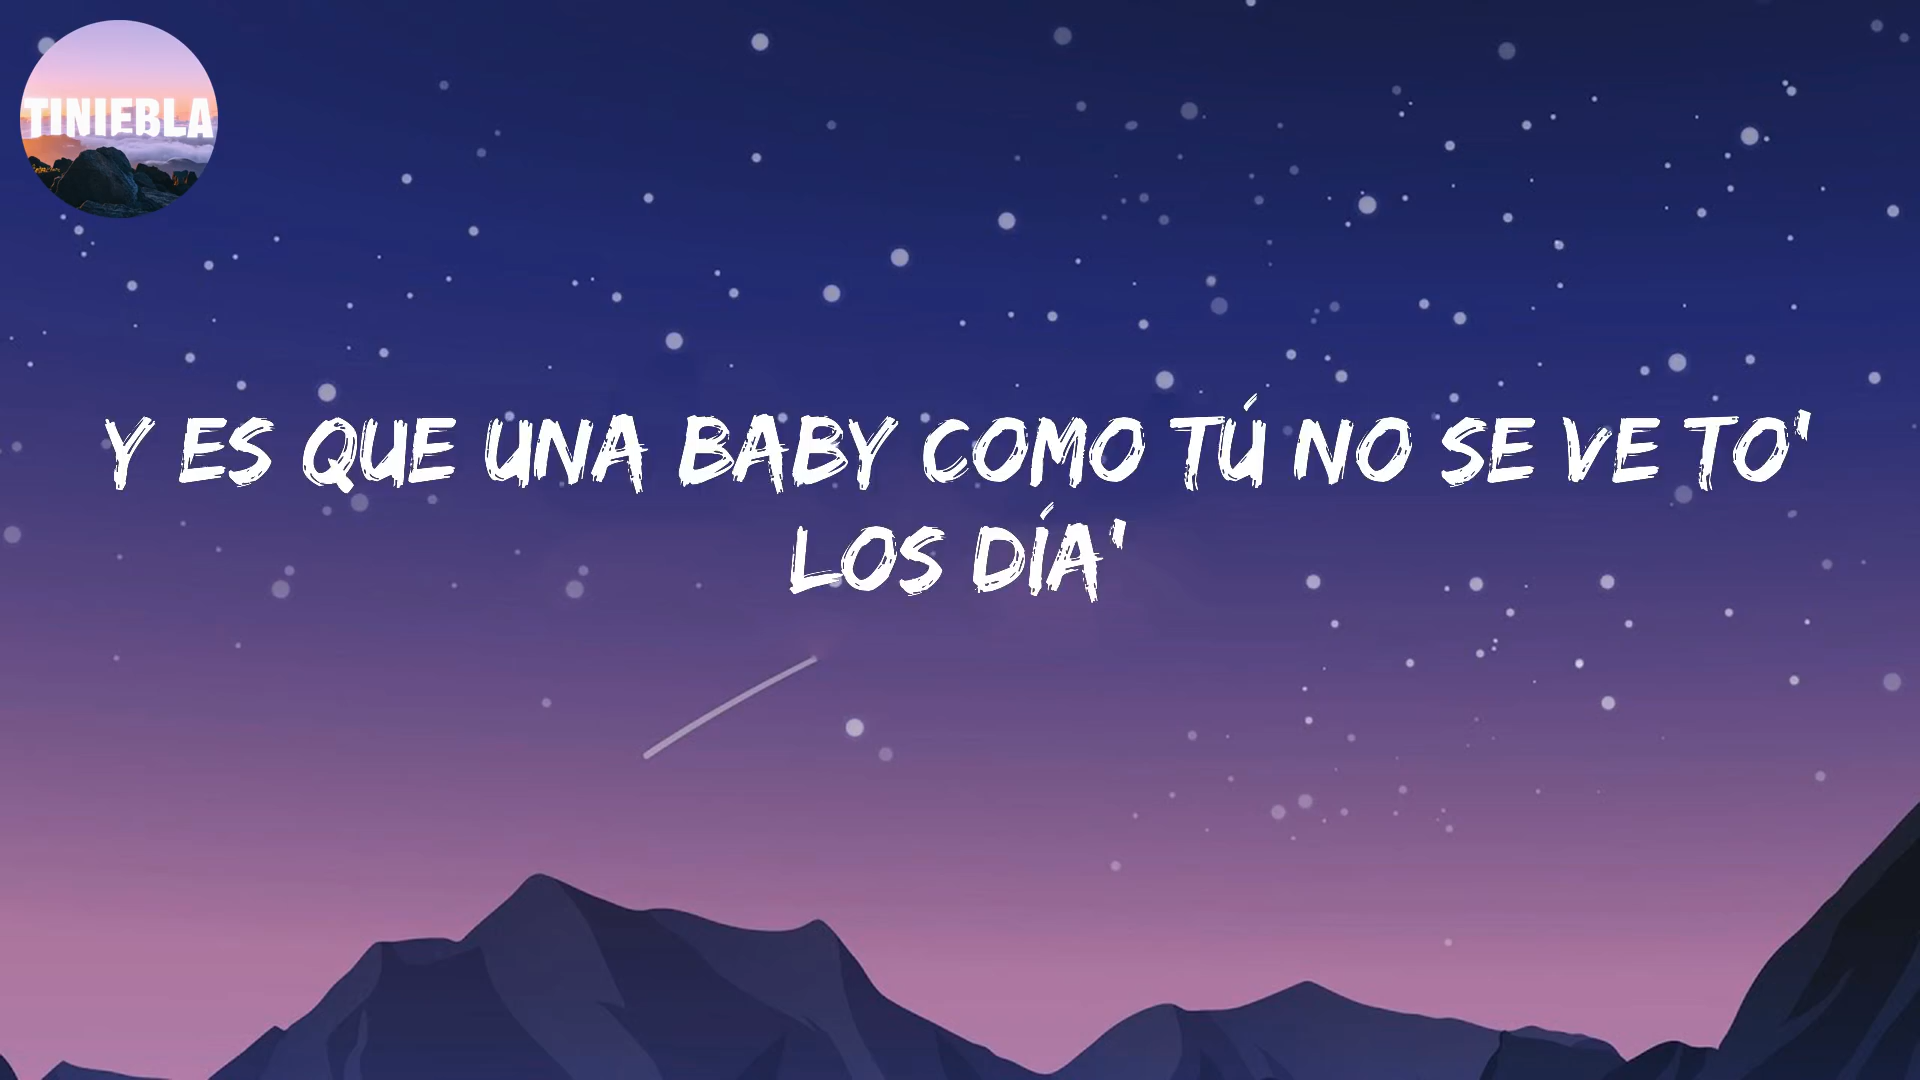 TINIEBLA
Y ES QUE UNA BABY COMO TÚ NO SE VE TO'
LOS DÍA'